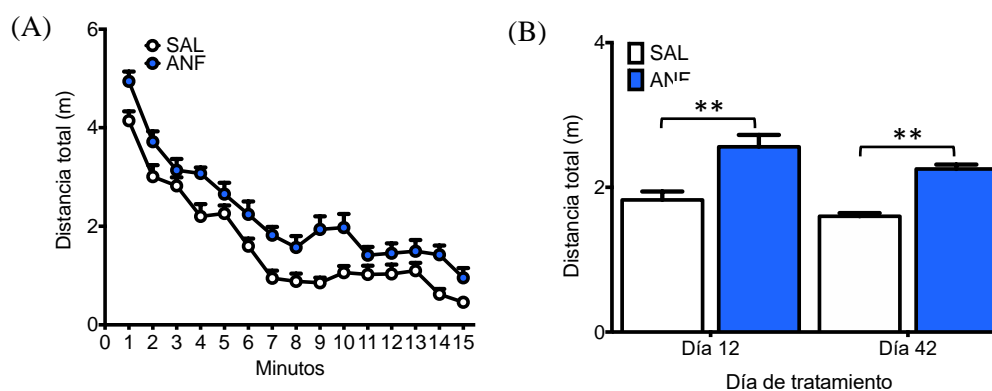 (A)
6
4
2
0
Distancia total (m)
SAL
ANF
0 1 2 3 4 5 6 7 8 9 10 11 12 13 14 15
Minutos
(B)
4
2
0
Distancia total (m)
SAL
** **
Día 12 Día 42
Día de tratamiento